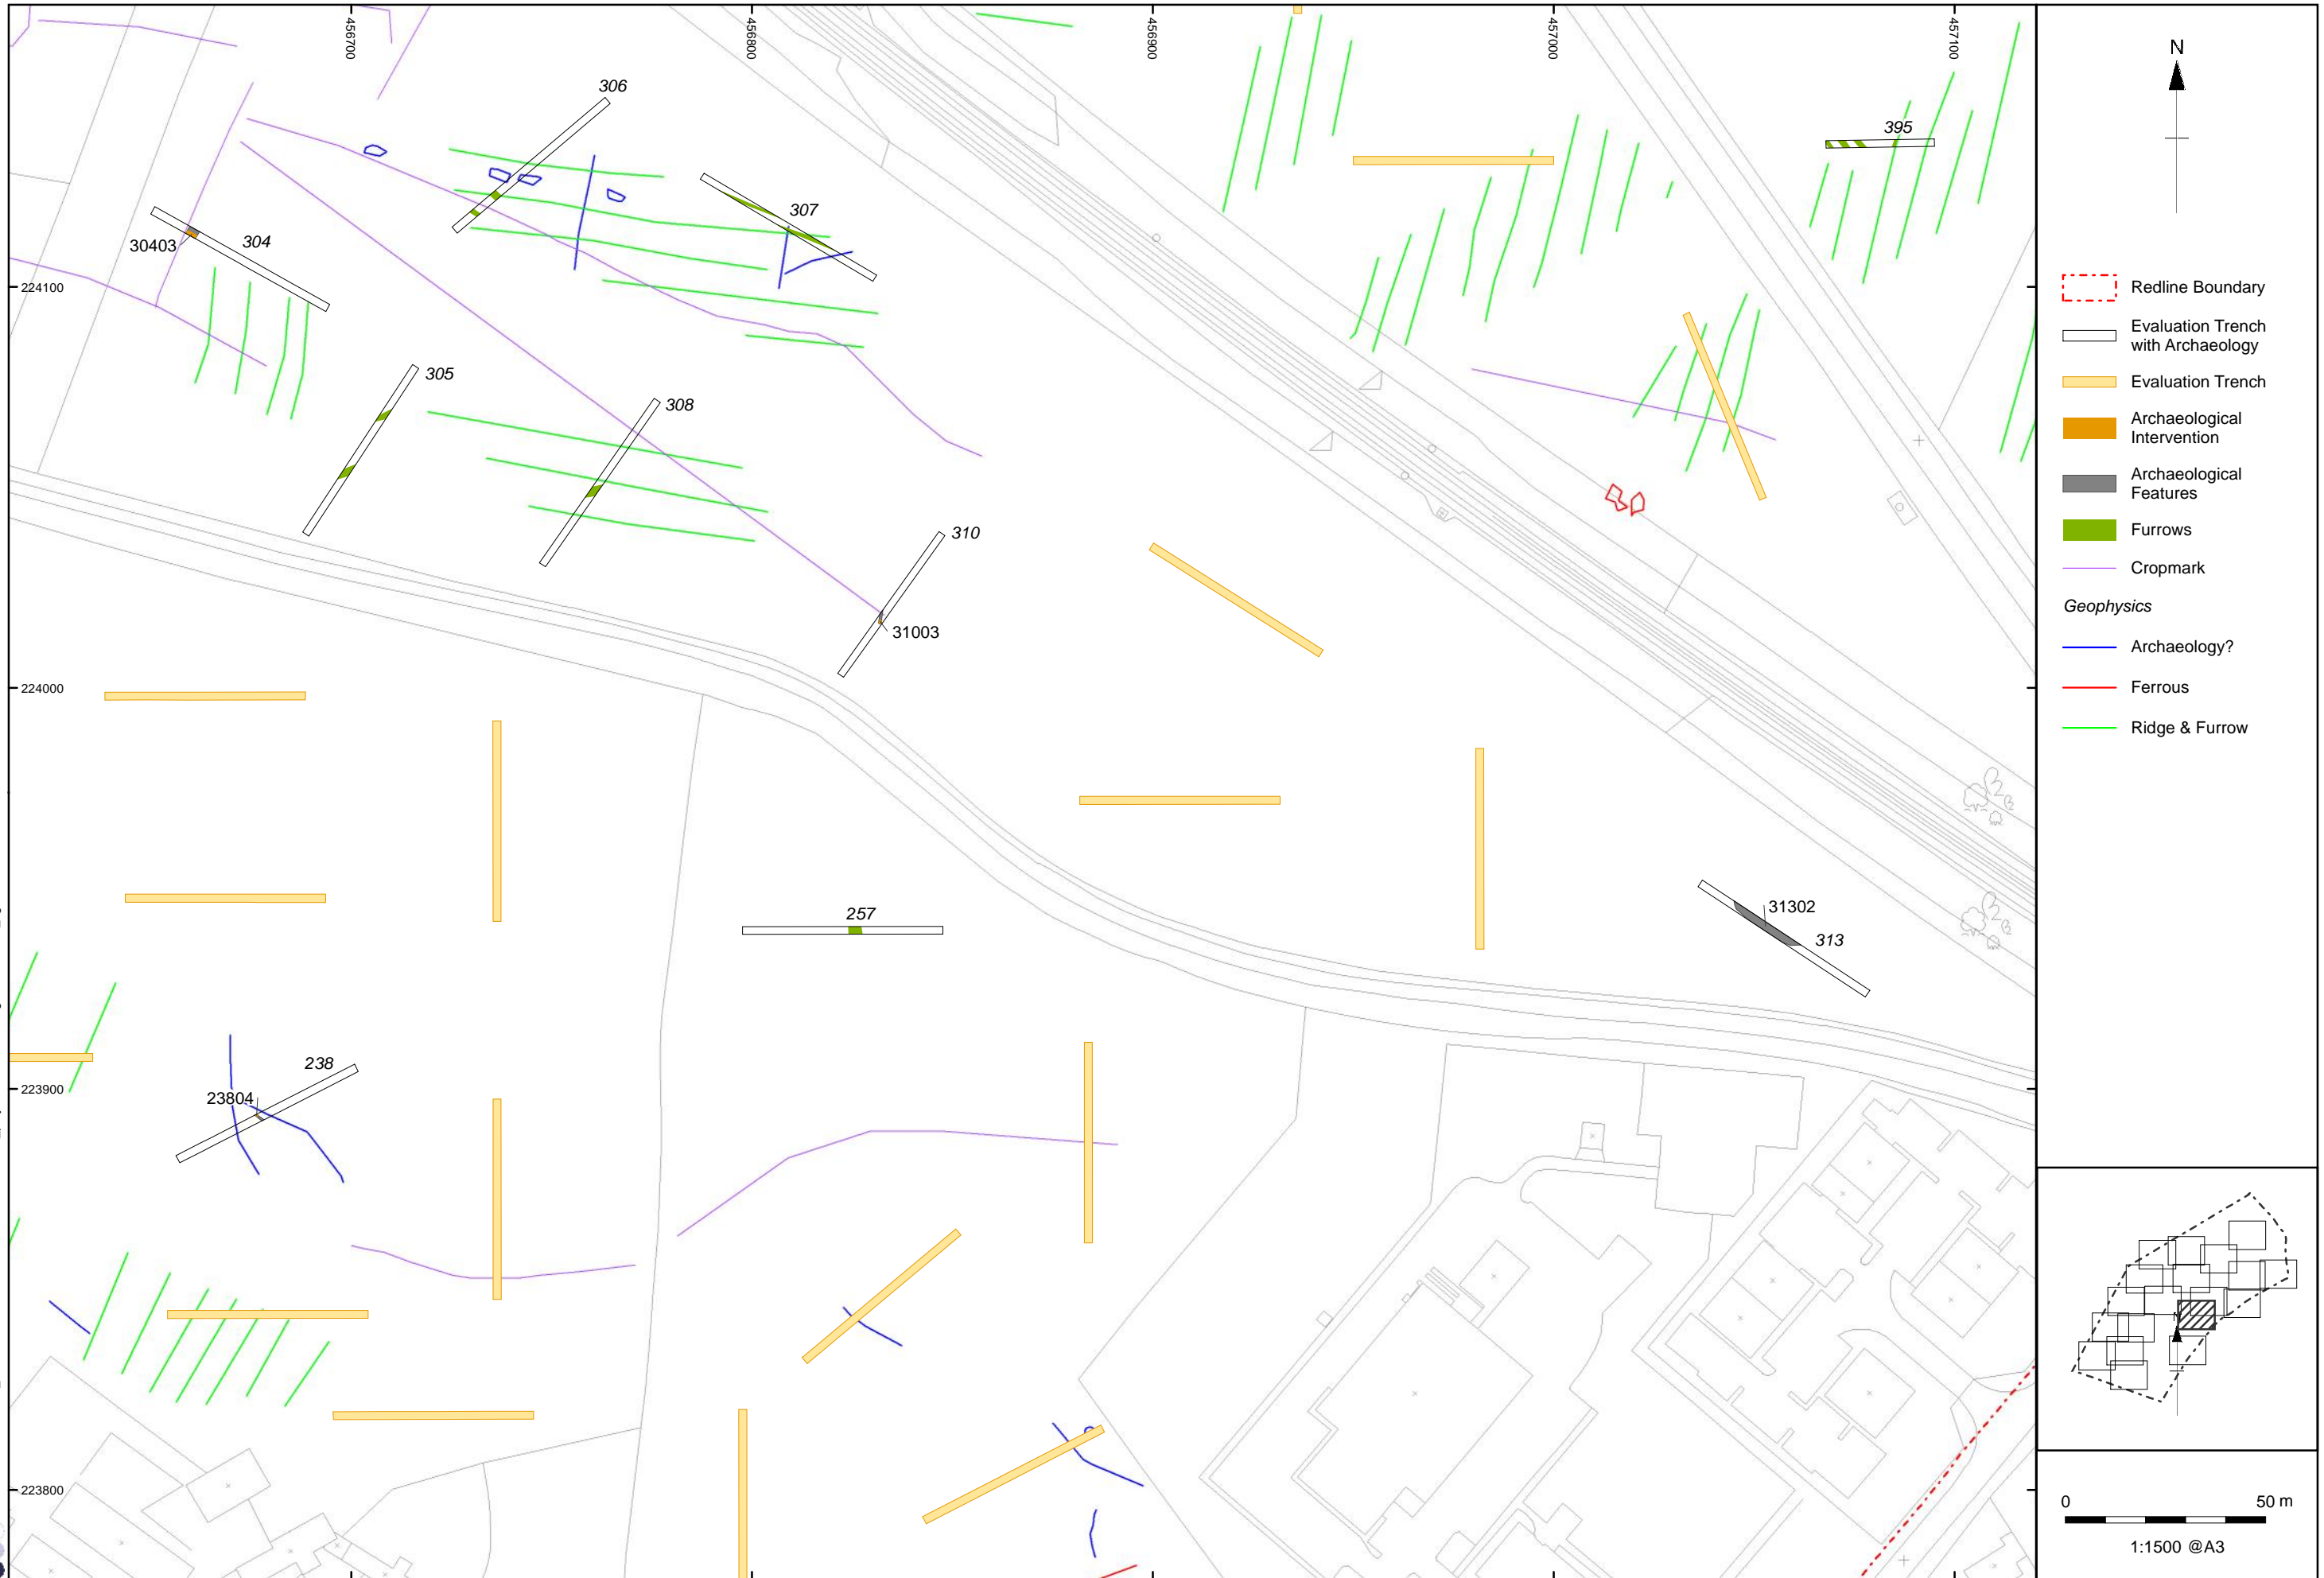 456700
456800
456900
457000
457100
306
395
307
304
30403
224100
305
308
310
31003
224000
257
31302
313
238
23804
223900
223800
N
Redline Boundary
Evaluation Trench
with Archaeology
Evaluation Trench
Archaeological
Intervention
Archaeological
Features
Furrows
Cropmark
Geophysics
Archaeology?
Ferrous
Ridge & Furrow
0 50 m
1:1500 @A3